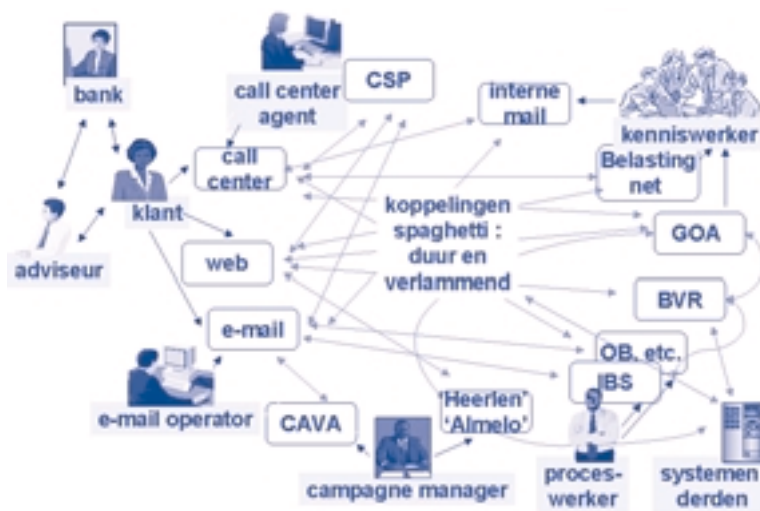 bank
call center
agent
CSP
interne
mail
kenniswerker
call
center
Belasting
net
klant
koppelingen
spaghetti :
duur en
verlammend
GOA
adviseur
web
BVR
e-mail
OB, etc.
IBS
e-mail operator
CAVA
'Heerlen'
'Almelo'
campagne manager
proces-
werker
systemen
derden